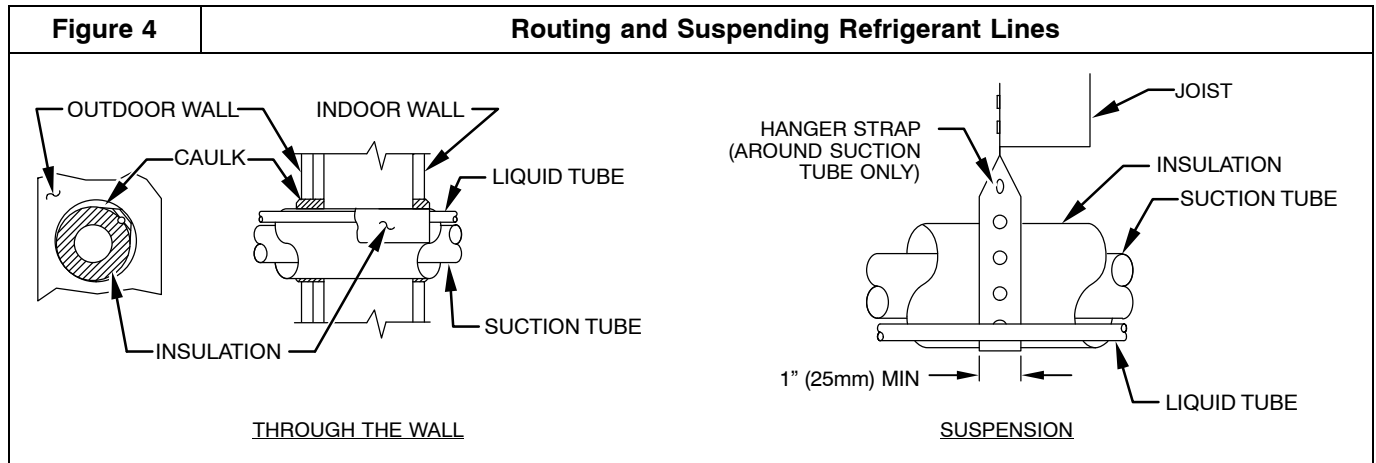 Figure 4
Routing and Suspending Refrigerant Lines
OUTDOOR WALL
INDOOR WALL
CAULK
LIQUID TUBE
SUCTION TUBE
INSULATION
THROUGH THE WALL
JOIST
HANGER STRAP
(AROUND SUCTION
TUBE ONLY)
INSULATION
SUCTION TUBE
1” (25mm) MIN
LIQUID TUBE
SUSPENSION